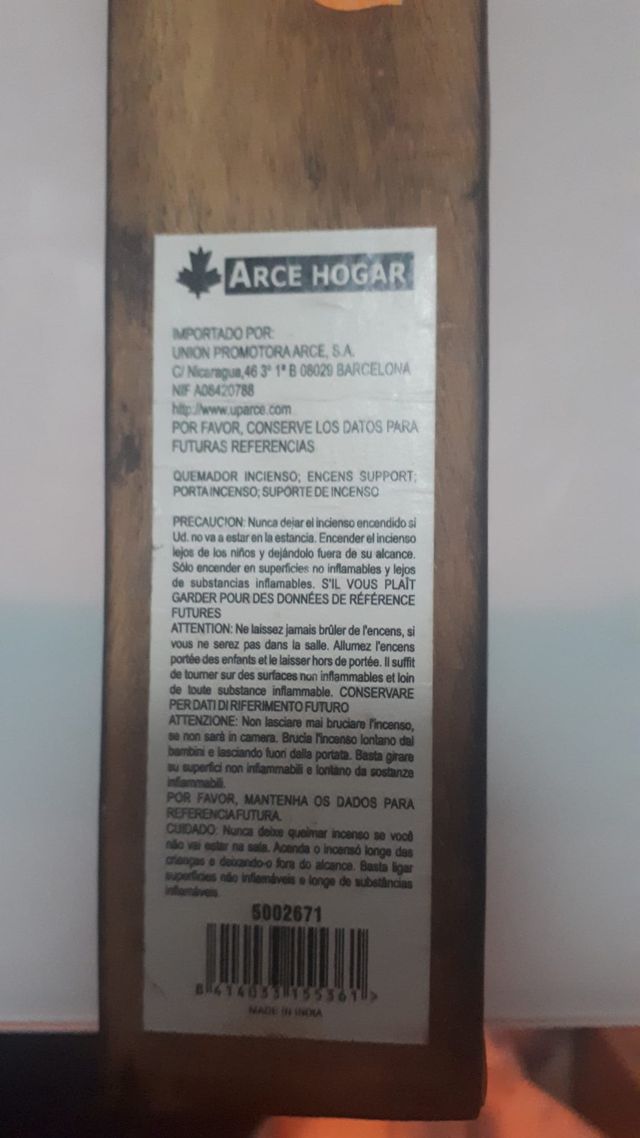 ARCE HOGAR
IMPORTADO POR:
UNION PROMOTORA ARCE, S.A.
C/ Nicaragua,46 3º 1ª B 08029 BARCELONA
NIF A08420788
http://www.uparce.com
POR FAVOR, CONSERVE LOS DATOS PARA
FUTURAS REFERENCIAS
QUEMADOR INCIENSO; ENCENS SUPPORT;
PORTAINCENSO; SUPORTE DE INCENSO
PRECAUCION: Nunca dejar el incienso encendido si
Ud. no va a estar en la estancia. Encender el incienso
lejos de los niños y dejándolo fuera de su alcance.
Sólo encender en superficies no inflamables y lejos
de substancias inflamables. S'IL VOUS PLAÎT
GARDER POUR DES DONNÉES DE RÉFÉRENCE
FUTURES
ATTENTION: Ne laissez jamais brûler de l'encens, si
vous ne serez pas dans la salle. Allumez l'encens
portée des enfants et le laisser hors de portée. Il suffit
de tourner sur des surfaces non inflammables et loin
de toute substance inflammable. CONSERVARE
PER DATI DI RIFERIMENTO FUTURO
ATTENZIONE: Non lasciare mai bruciare l'incenso,
se non sarà in camera. Brucia l'incenso lontano dai
bambini e lasciando fuori dalla portata. Basta girare
su superfici non infiammabili e lontano da sostanze
infiammabili.
POR FAVOR, MANTENHA OS DADOS PARA
REFERENCIA FUTURA.
CUIDADO: Nunca deixe queimar incenso se você
não vai estar na sala. Acenda o incensó longe das
crianças e deixando-o fora do alcance. Basta ligar
superfícies não inflamáveis e longe de substâncias
inflamáveis.
5002671
8 414033 155361 >
MADE IN INDIA